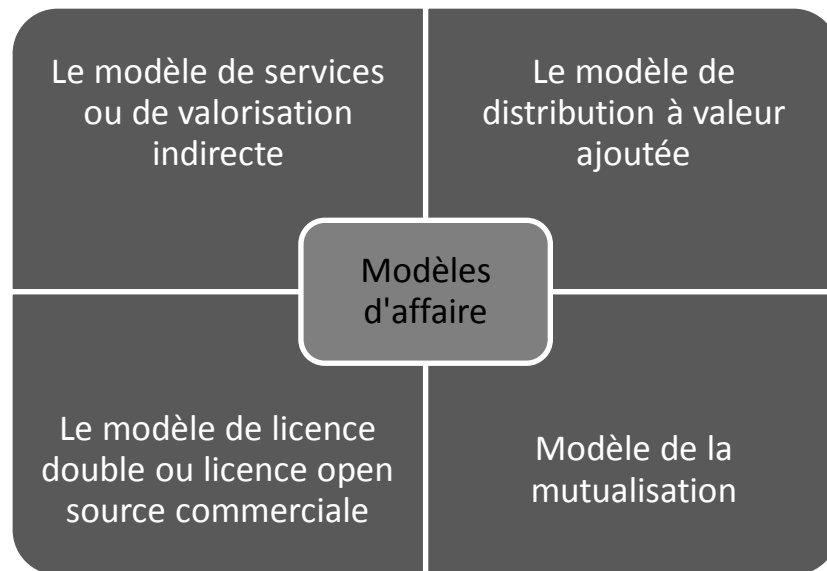 Le modèle de services
ou de valorisation
indirecte
Le modèle de
distribution à valeur
ajoutée
Modèles
d'affaire
Le modèle de licence
double ou licence open
source commerciale
Modèle de la
mutualisation